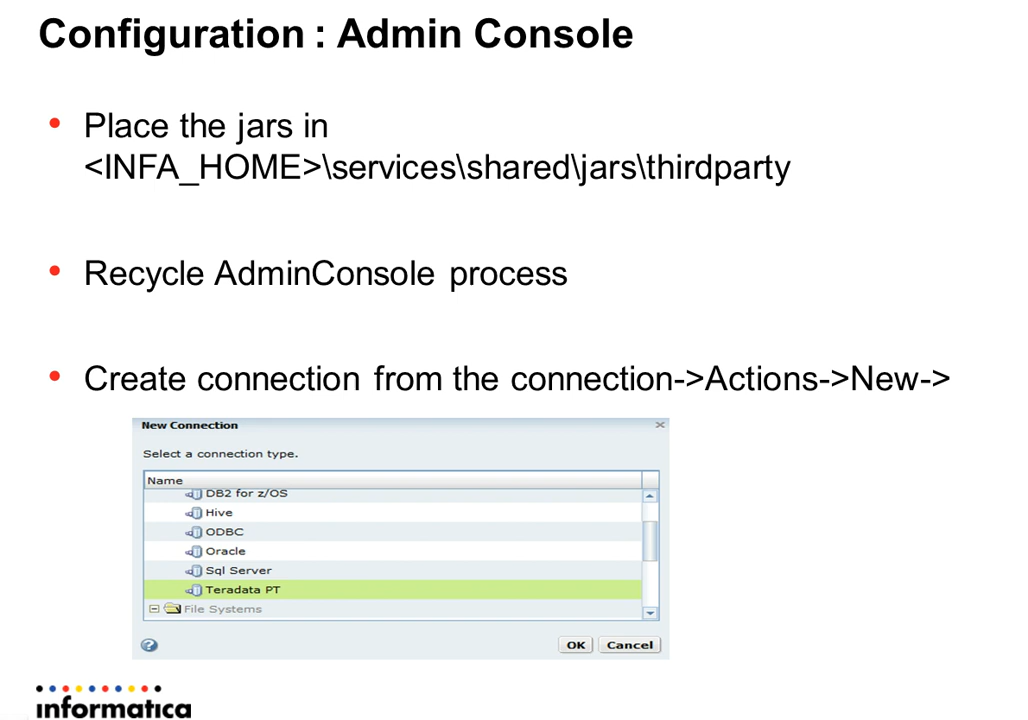 Configuration : Admin Console
• Place the jars in
<INFA_HOME>\services\shared\jars\thirdparty
• Recycle AdminConsole process
• Create connection from the connection->Actions->New->
New Connection
Select a connection type.
Name
DB2 for z/OS
Hive
ODBC
Oracle
Sql Server
Teradata PT
File Systems
OK Cancel
informatica